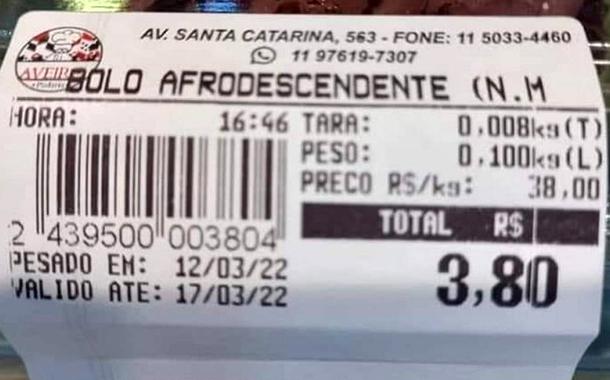 AV. SANTA CATARINA, 563 - FONE: 11 5033-4460
11 97619-7307
BOLO AFRODESCENDENTE (N.M
HORA: 16:46 TARA: 0,008kg(T)
PESO: 0,100kg(L)
PRECO R$/kg: 38,00
TOTAL R$
2 439500 003804
PESADO EM: 12/03/22
3,80
VALIDO ATE: 17/03/22